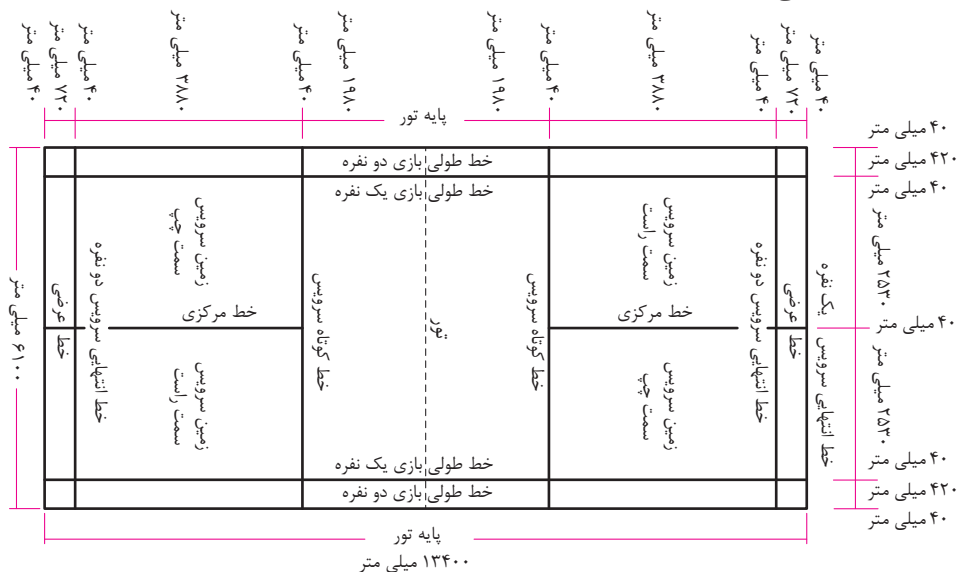 ۴۰ میلی متر
۷۲۰ میلی متر
۴۰ میلی متر
۳۸۸۰ میلی متر
۴۰ میلی متر
۱۹۸۰ میلی متر
۱۹۸۰ میلی متر
۴۰ میلی متر
۳۸۸۰ میلی متر
۴۰ میلی متر
۷۲۰ میلی متر
۴۰ میلی متر
پایه تور
۴۰ میلی متر
۴۲۰ میلی متر
۴۰ میلی متر
۲۵۳۰ میلی متر
۴۰ میلی متر
۲۵۳۰ میلی متر
۴۰ میلی متر
۴۲۰ میلی متر
۴۰ میلی متر
خط طولی بازی دو نفره
خط طولی بازی یک نفره
خط انتهایی سرویس یک نفره
خط عرضی
خط انتهایی سرویس دو نفره
زمین سرویس
سمت راست
خط مرکزی
زمین سرویس
سمت چپ
خط کوتاه سرویس
تور
خط کوتاه سرویس
زمین سرویس
سمت چپ
خط مرکزی
زمین سرویس
سمت راست
خط انتهایی سرویس دو نفره
خط عرضی
۶۱۰۰ میلی متر
خط طولی بازی یک نفره
خط طولی بازی دو نفره
پایه تور
۱۳۴۰۰ میلی متر